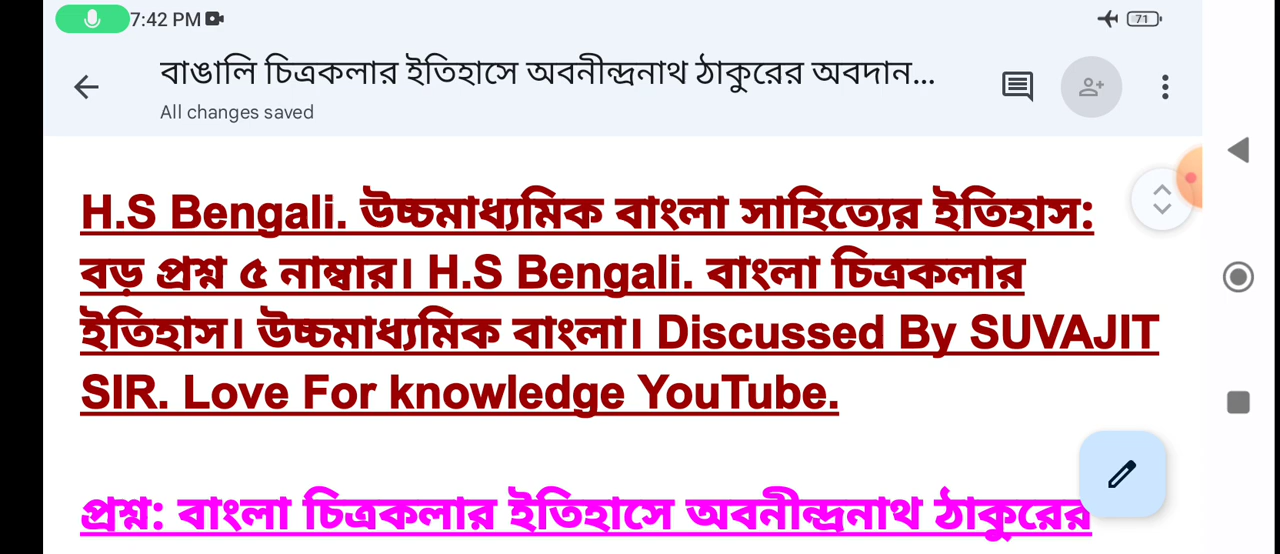 7:42 PM
71
বাঙালি চিত্রকলার ইতিহাসে অবনীন্দ্রনাথ ঠাকুরের অবদান...
All changes saved
H.S Bengali. উচ্চমাধ্যমিক বাংলা সাহিত্যের ইতিহাস:
বড় প্রশ্ন ৫ নাম্বার। H.S Bengali. বাংলা চিত্রকলার
ইতিহাস। উচ্চমাধ্যমিক বাংলা। Discussed By SUVAJIT
SIR. Love For knowledge YouTube.
প্রশ্ন: বাংলা চিত্রকলার ইতিহাসে অবনীন্দ্রনাথ ঠাকুরের